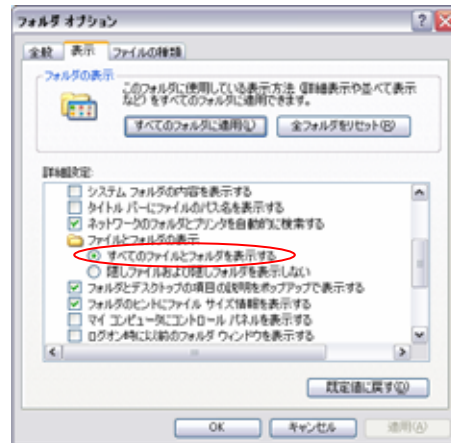 フォルダ オプション
全般 表示 ファイルの種類
フォルダの表示
このフォルダに使用している表示方法 (詳細表示や並べて表示
など) をすべてのフォルダに適用できます。
すべてのフォルダに適用(L) 全フォルダをリセット(R)
詳細設定:
システム フォルダの内容を表示する
タイトル バーにファイルのパス名を表示する
ネットワークのフォルダとプリンタを自動的に検索する
ファイルとフォルダの表示
すべてのファイルとフォルダを表示する
隠しファイルおよび隠しフォルダを表示しない
フォルダとデスクトップの項目の説明をポップアップで表示する
フォルダのヒントにファイル サイズ情報を表示する
マイ コンピュータにコントロール パネルを表示する
ログオン時に以前のフォルダ ウィンドウを表示する
既定値に戻す(D)
OK キャンセル 適用(A)